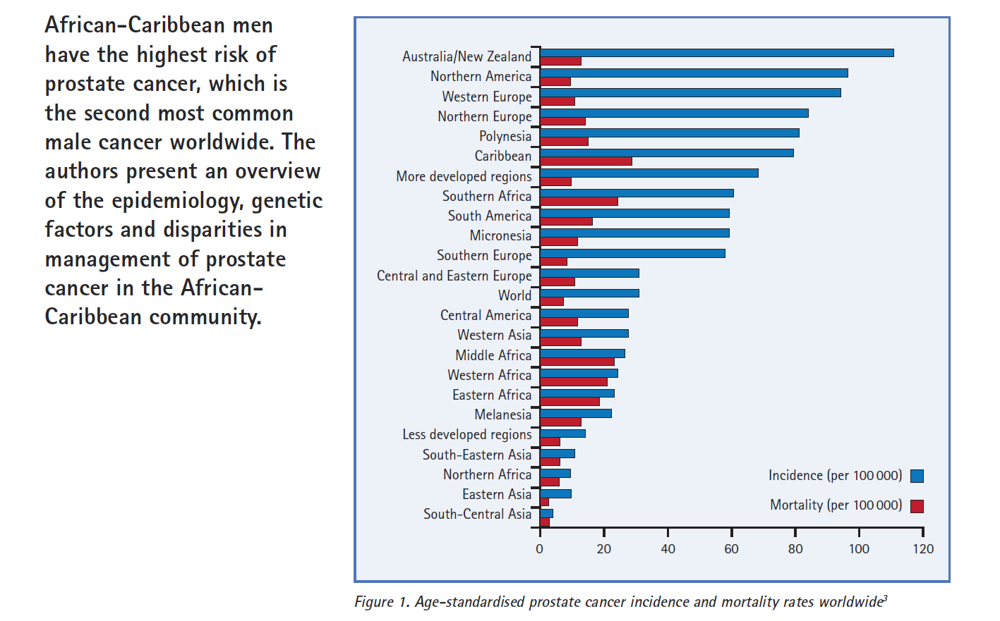 African-Caribbean men
have the highest risk of
prostate cancer, which is
the second most common
male cancer worldwide. The
authors present an overview
of the epidemiology, genetic
factors and disparities in
management of prostate
cancer in the African-
Caribbean community.
Australia/New Zealand
Northern America
Western Europe
Northern Europe
Polynesia
Caribbean
More developed regions
Southern Africa
South America
Micronesia
Southern Europe
Central and Eastern Europe
World
Central America
Western Asia
Middle Africa
Western Africa
Eastern Africa
Melanesia
Less developed regions
South-Eastern Asia
Northern Africa
Eastern Asia
South-Central Asia
Incidence (per 100 000)
Mortality (per 100 000)
0 20 40 60 80 100 120
Figure 1. Age-standardised prostate cancer incidence and mortality rates worldwide³